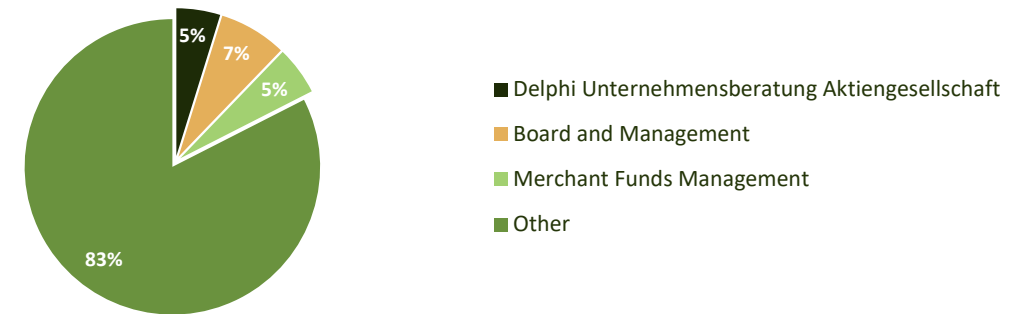 5%
7%
5%
83%
Delphi Unternehmensberatung Aktiengesellschaft
Board and Management
Merchant Funds Management
Other